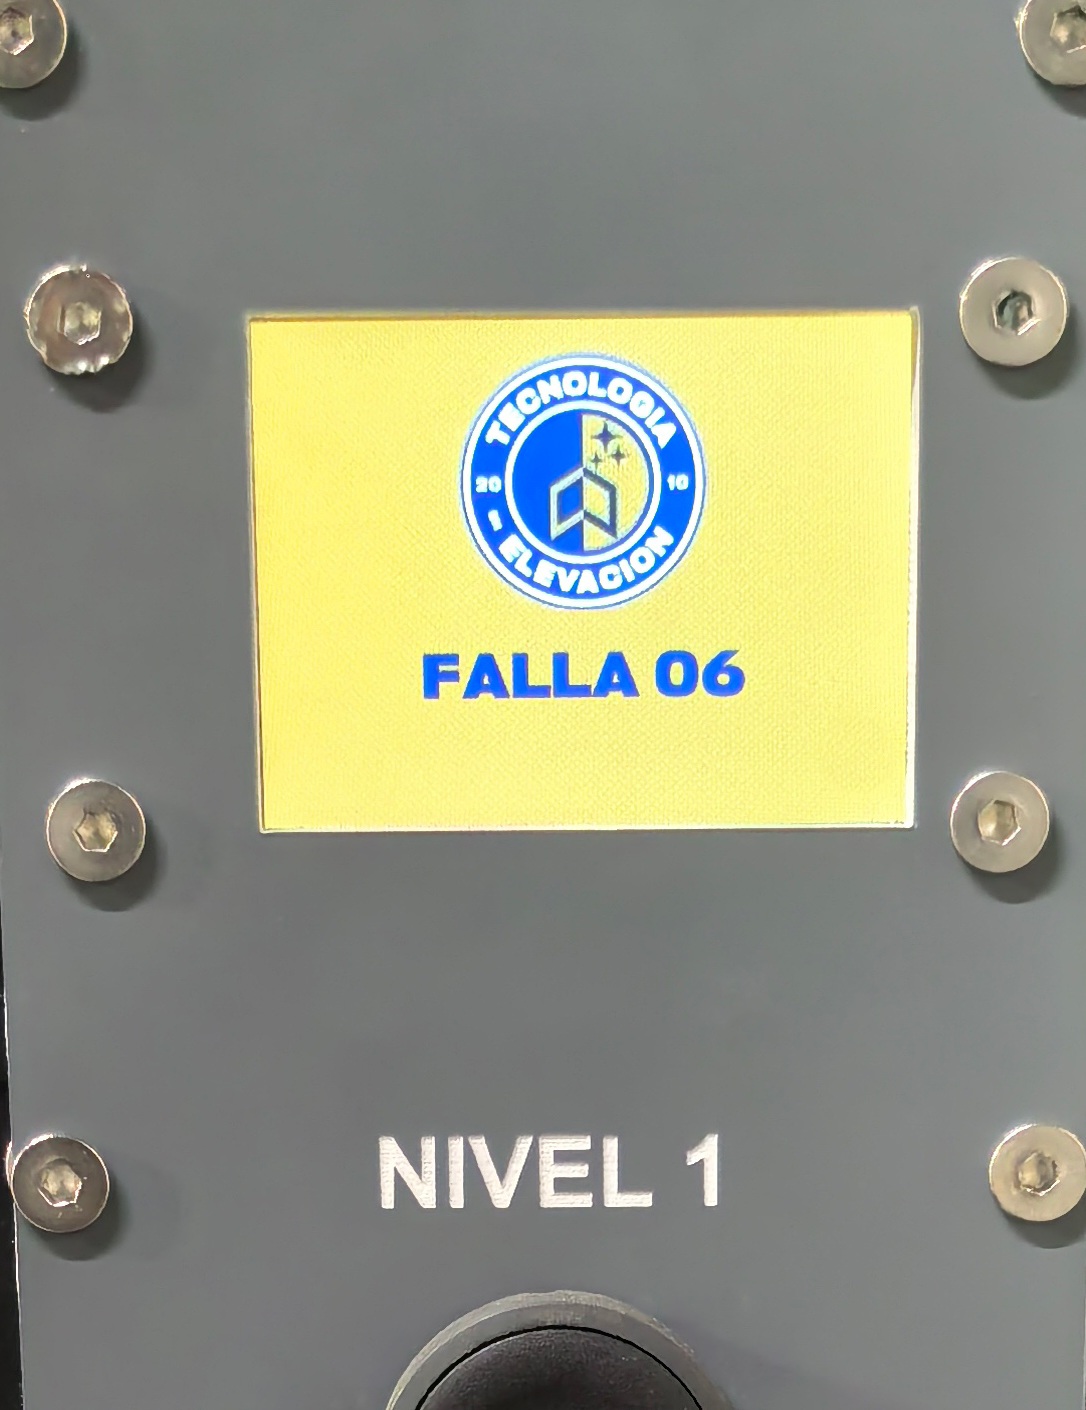 TECNOLOGIA
20 10
ELEVACION
FALLA 06
NIVEL 1